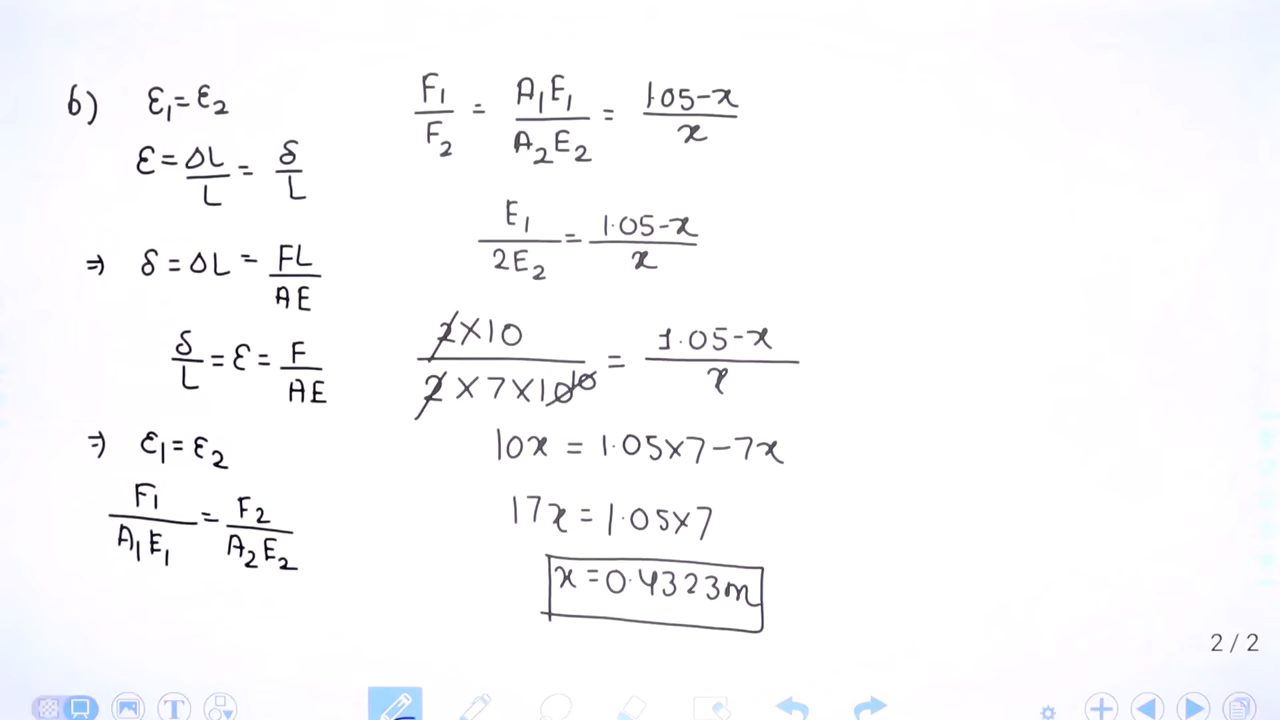 b) ε₁=ε₂
ε=ΔL/L=δ/L
⇒ δ=ΔL=FL/AE
δ/L=ε=F/AE
⇒ ε₁=ε₂
F₁/A₁E₁=F₂/A₂E₂
F₁/F₂=A₁E₁/A₂E₂=1.05-x/x
E₁/2E₂=1.05-x/x
2×10/2×7×10¹⁰=1.05-x/x
10x=1.05×7-7x
17x=1.05×7
x=0.4323m
2/2
T